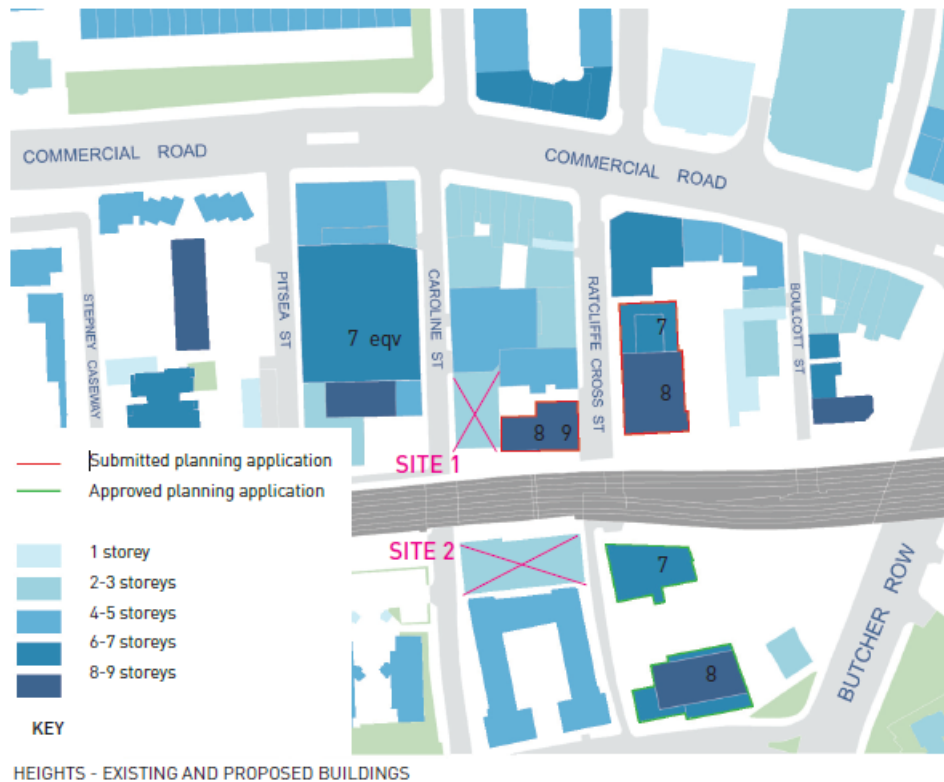 COMMERCIAL ROAD
COMMERCIAL ROAD
STEPNEY CASEWAY
PITSEA ST
CAROLINE ST
RATCLIFFE CROSS ST
BOULCOTT ST
7 eqv
7
8
8 9
SITE 1
Submitted planning application
Approved planning application
SITE 2
7
8
BUTCHER ROW
1 storey
2-3 storeys
4-5 storeys
6-7 storeys
8-9 storeys
KEY
HEIGHTS - EXISTING AND PROPOSED BUILDINGS